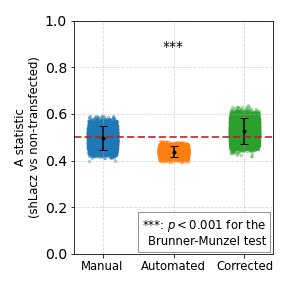 A statistic
(shLacz vs non-transfected)
1.0
0.8
0.6
0.4
0.2
0.0
***
***: p < 0.001 for the
Brunner-Munzel test
Manual Automated Corrected